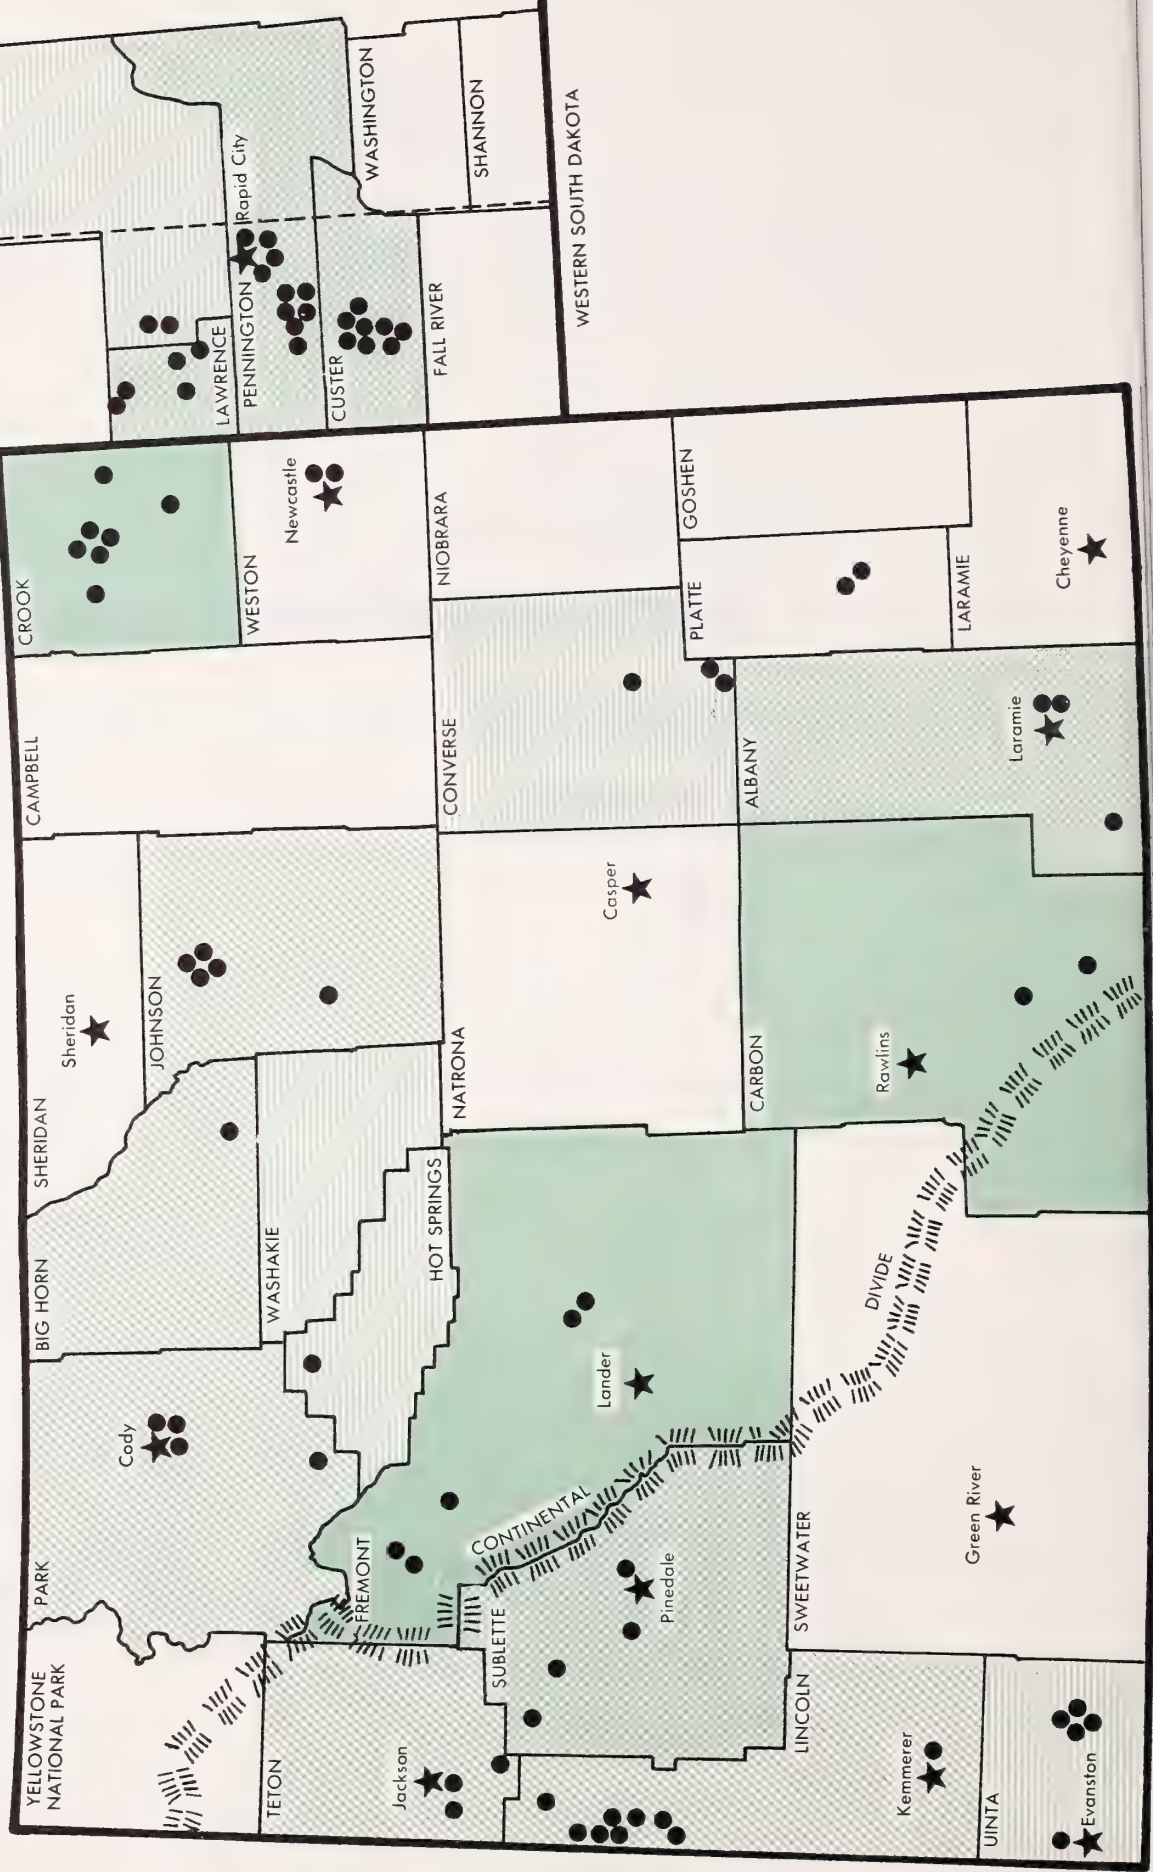 YELLOWSTONE
NATIONAL PARK
PARK
BIG HORN
SHERIDAN
CAMPBELL
CROOK
Sheridan
Cody
JOHNSON
WASHAKIE
WESTON
Newcastle
TETON
FREMONT
HOT SPRINGS
NATRONA
CONVERSE
NIOBRARA
Jackson
SUBLETTE
CONTINENTAL
Lander
Casper
Pinedale
PLATTE
GOSHEN
LINCOLN
SWEETWATER
CARBON
ALBANY
DIVIDE
Rawlins
Kemmerer
Green River
LARAMIE
Laramie
Cheyenne
UINTA
Evanston
LAWRENCE
PENNINGTON
Rapid City
CUSTER
WASHINGTON
FALL RIVER
SHANNON
WESTERN SOUTH DAKOTA